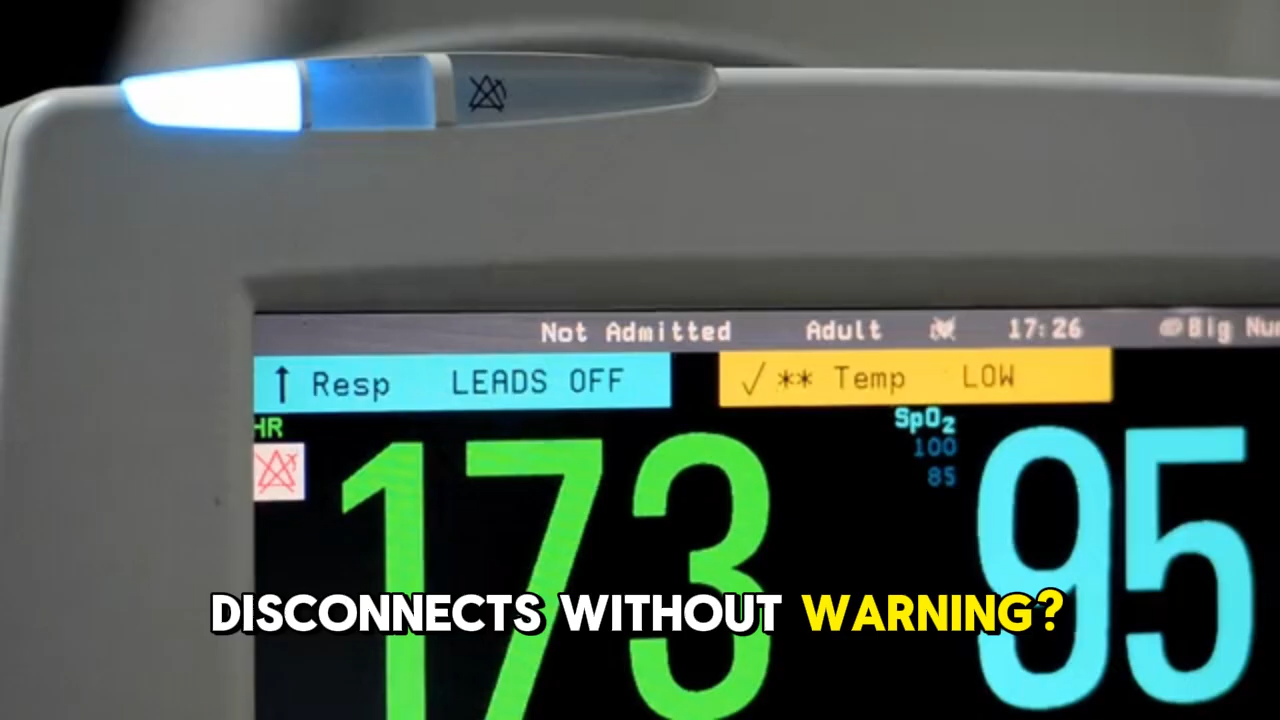 Not Admitted Adult 17:26 Big Nu
↑ Resp LEADS OFF
✓ ** Temp LOW
HR
SpO₂
100
85
173
95
DISCONNECTS WITHOUT WARNING?